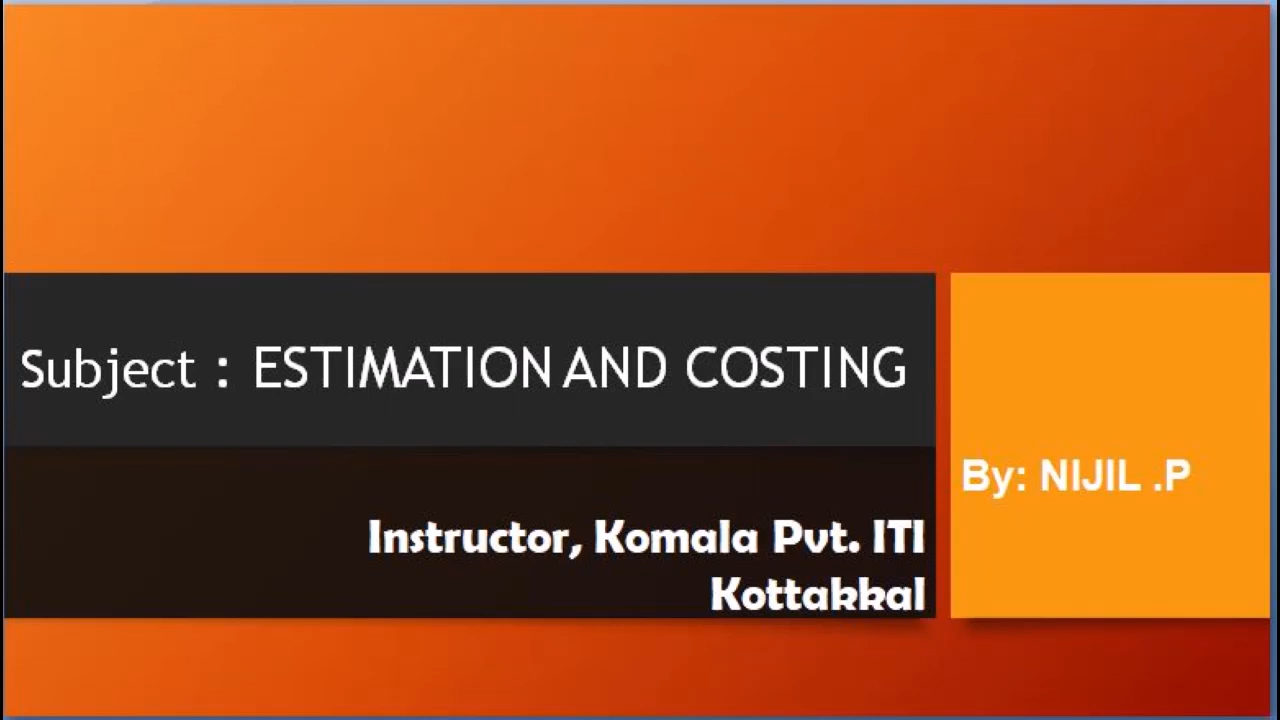 Subject : ESTIMATION AND COSTING
By: NIJIL .P
Instructor, Komala Pvt. ITI
Kottakkal